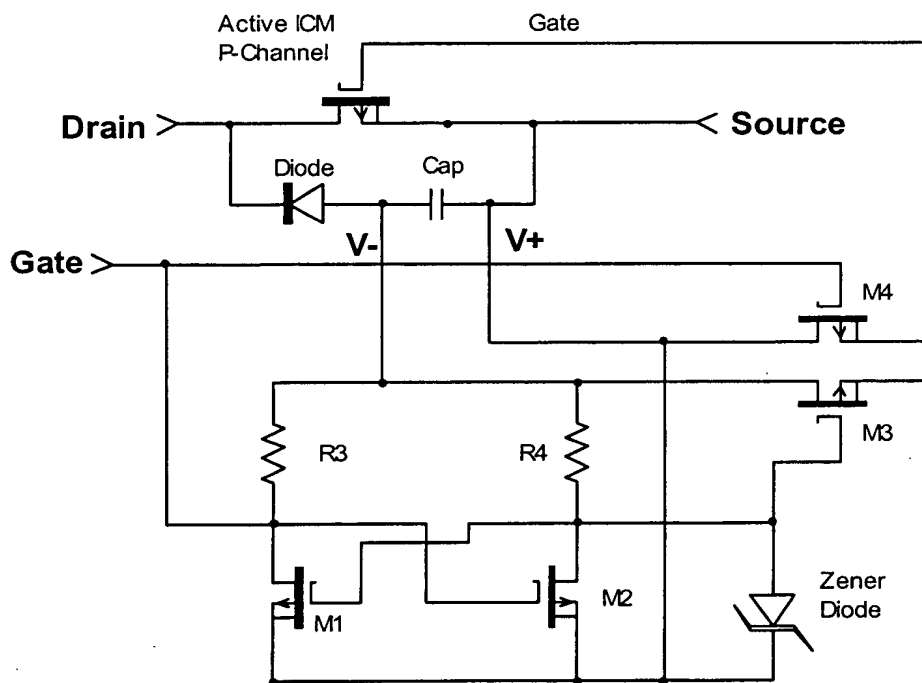 Active ICM
P-Channel
Gate
Drain
Source
Diode
Cap
V-
V+
Gate
M4
M3
R3
R4
M1
M2
Zener
Diode